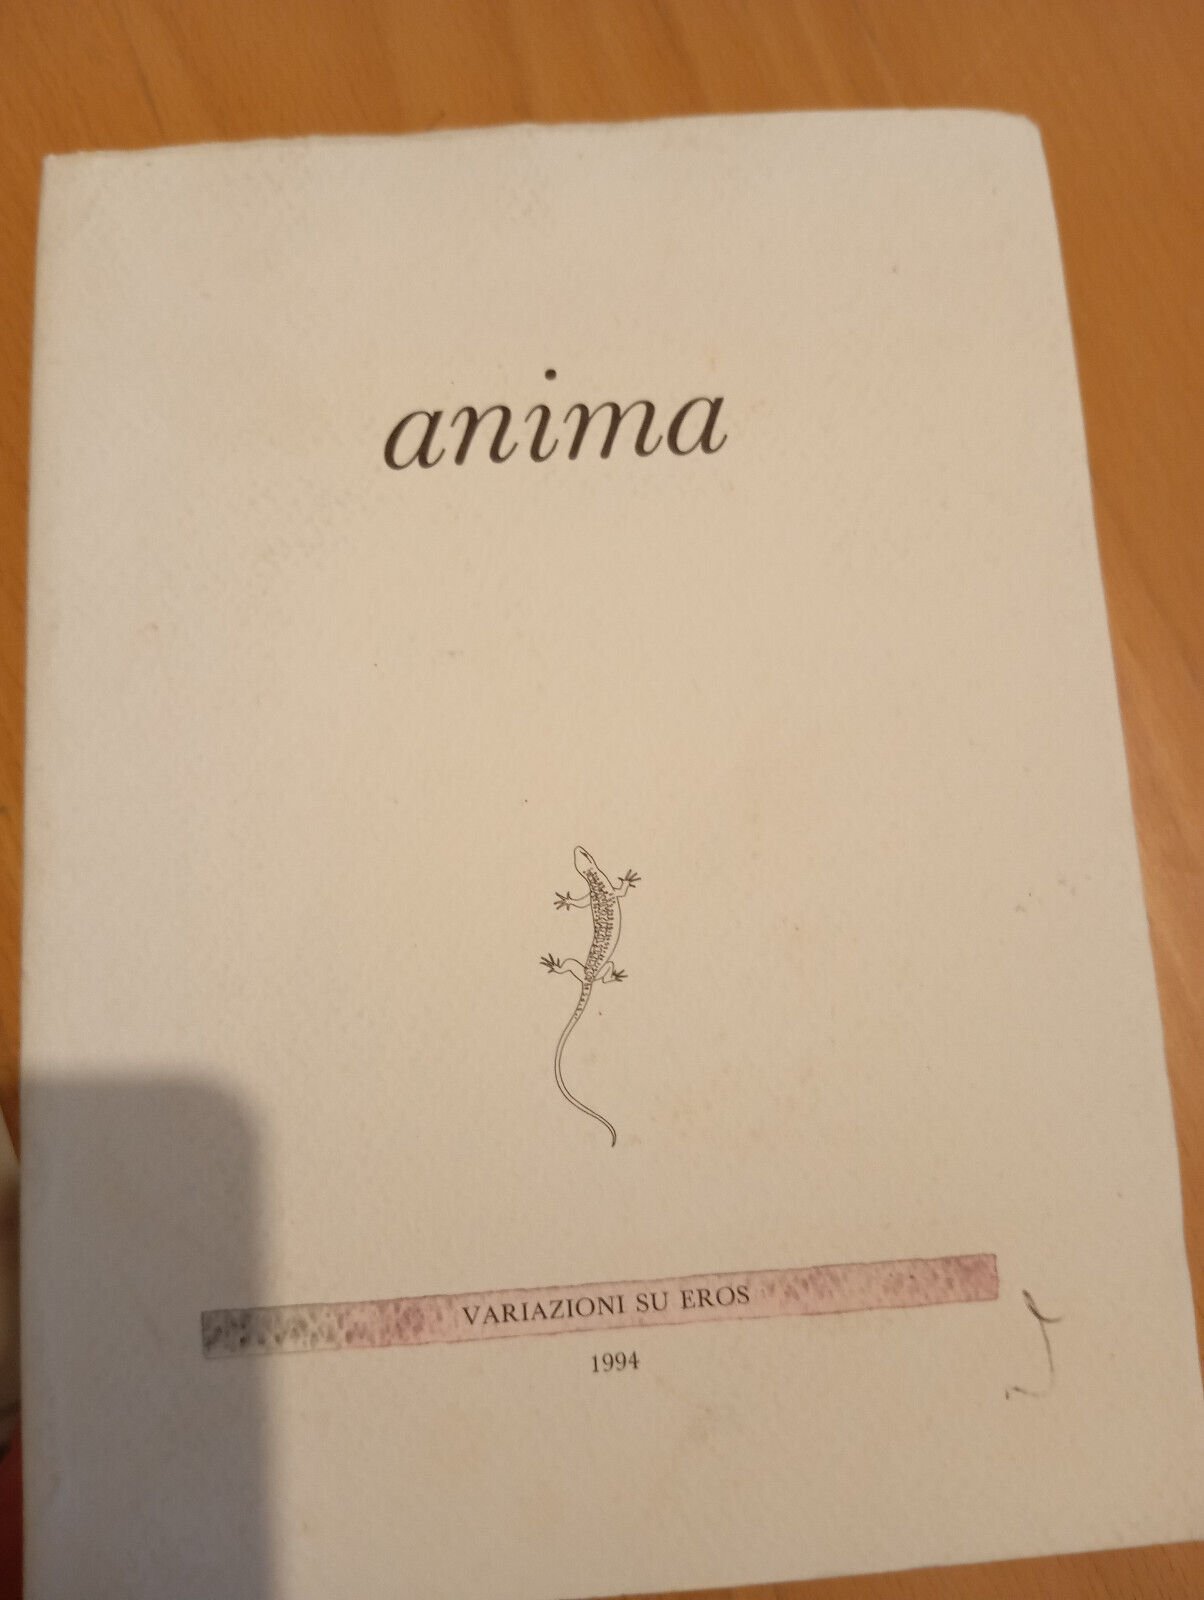 anima
VARIAZIONI SU EROS
1994